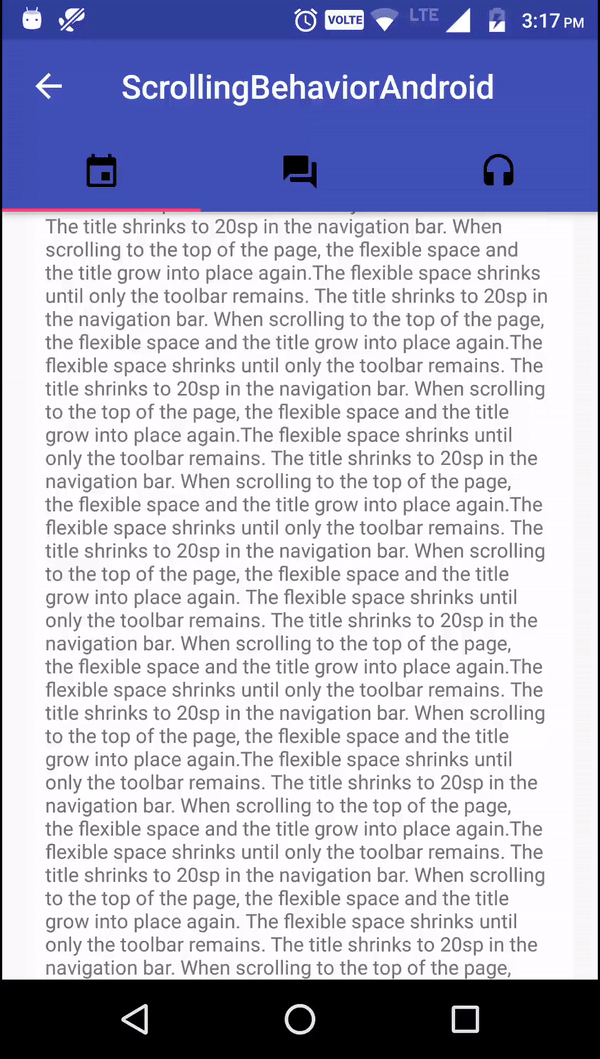 VOLTE LTE 3:17 PM
ScrollingBehaviorAndroid
The title shrinks to 20sp in the navigation bar. When
scrolling to the top of the page, the flexible space and
the title grow into place again.The flexible space shrinks
until only the toolbar remains. The title shrinks to 20sp in
the navigation bar. When scrolling to the top of the page,
the flexible space and the title grow into place again.The
flexible space shrinks until only the toolbar remains. The
title shrinks to 20sp in the navigation bar. When scrolling
to the top of the page, the flexible space and the title
grow into place again.The flexible space shrinks until
only the toolbar remains. The title shrinks to 20sp in the
navigation bar. When scrolling to the top of the page,
the flexible space and the title grow into place again.The
flexible space shrinks until only the toolbar remains. The
title shrinks to 20sp in the navigation bar. When scrolling
to the top of the page, the flexible space and the title
grow into place again. The flexible space shrinks until
only the toolbar remains. The title shrinks to 20sp in the
navigation bar. When scrolling to the top of the page,
the flexible space and the title grow into place again.The
flexible space shrinks until only the toolbar remains. The
title shrinks to 20sp in the navigation bar. When scrolling
to the top of the page, the flexible space and the title
grow into place again.The flexible space shrinks until
only the toolbar remains. The title shrinks to 20sp in the
navigation bar. When scrolling to the top of the page,
the flexible space and the title grow into place again.The
flexible space shrinks until only the toolbar remains. The
title shrinks to 20sp in the navigation bar. When scrolling
to the top of the page, the flexible space and the title
grow into place again. The flexible space shrinks until
only the toolbar remains. The title shrinks to 20sp in the
navigation bar. When scrolling to the top of the page,